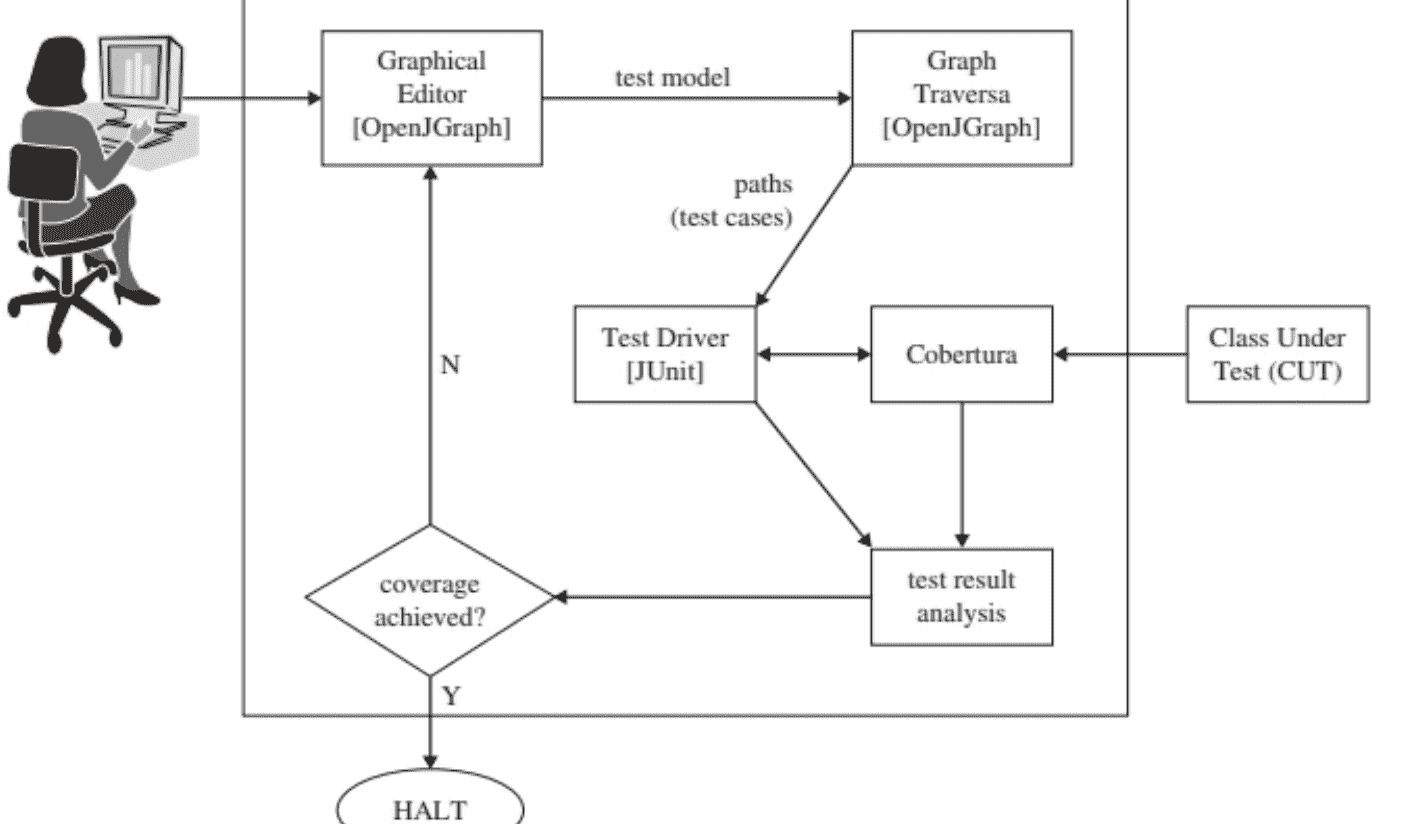 Graphical
Editor
[OpenJGraph]
test model
Graph
Traversa
[OpenJGraph]
paths
(test cases)
Test Driver
[JUnit]
Cobertura
Class Under
Test (CUT)
N
coverage
achieved?
test result
analysis
Y
HALT